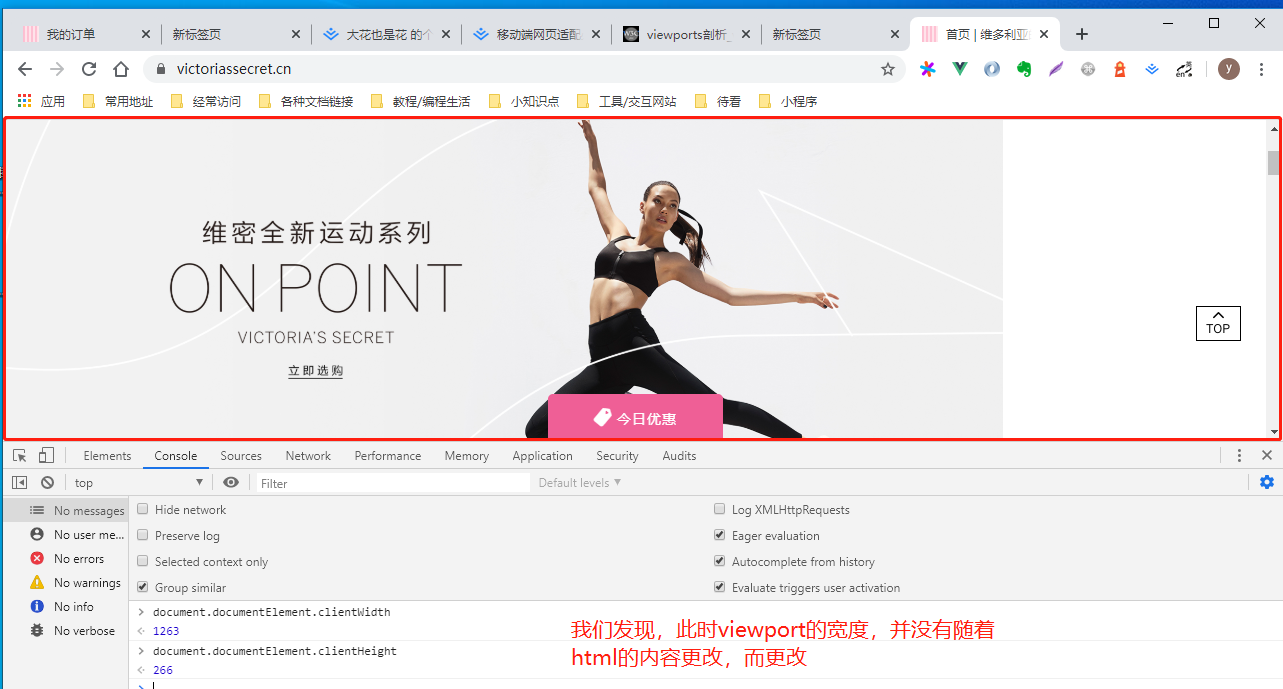 我的订单
新标签页
大花也是花 的个
移动端网页适配
viewports剖析_
新标签页
首页 | 维多利亚
victoriassecret.cn
y
应用
常用地址
经常访问
各种文档链接
教程/编程生活
小知识点
工具/交互网站
待看
小程序
维密全新运动系列
ON POINT
VICTORIA'S SECRET
立即选购
TOP
今日优惠
Elements Console Sources Network Performance Memory Application Security Audits
top Filter Default levels
No messages
No user me...
No errors
No warnings
No info
No verbose
Hide network
Log XMLHttpRequests
Preserve log
Eager evaluation
Selected context only
Autocomplete from history
Group similar
Evaluate triggers user activation
document.documentElement.clientWidth
1263
document.documentElement.clientHeight
266
我们发现，此时viewport的宽度，并没有随着
html的内容更改，而更改